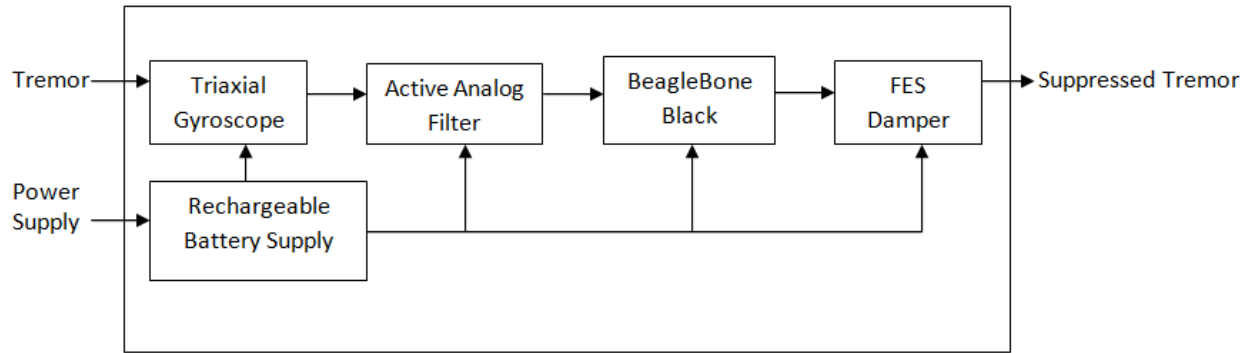 Tremor
Triaxial
Gyroscope
Active Analog
Filter
BeagleBone
Black
FES
Damper
Suppressed Tremor
Power
Supply
Rechargeable
Battery Supply